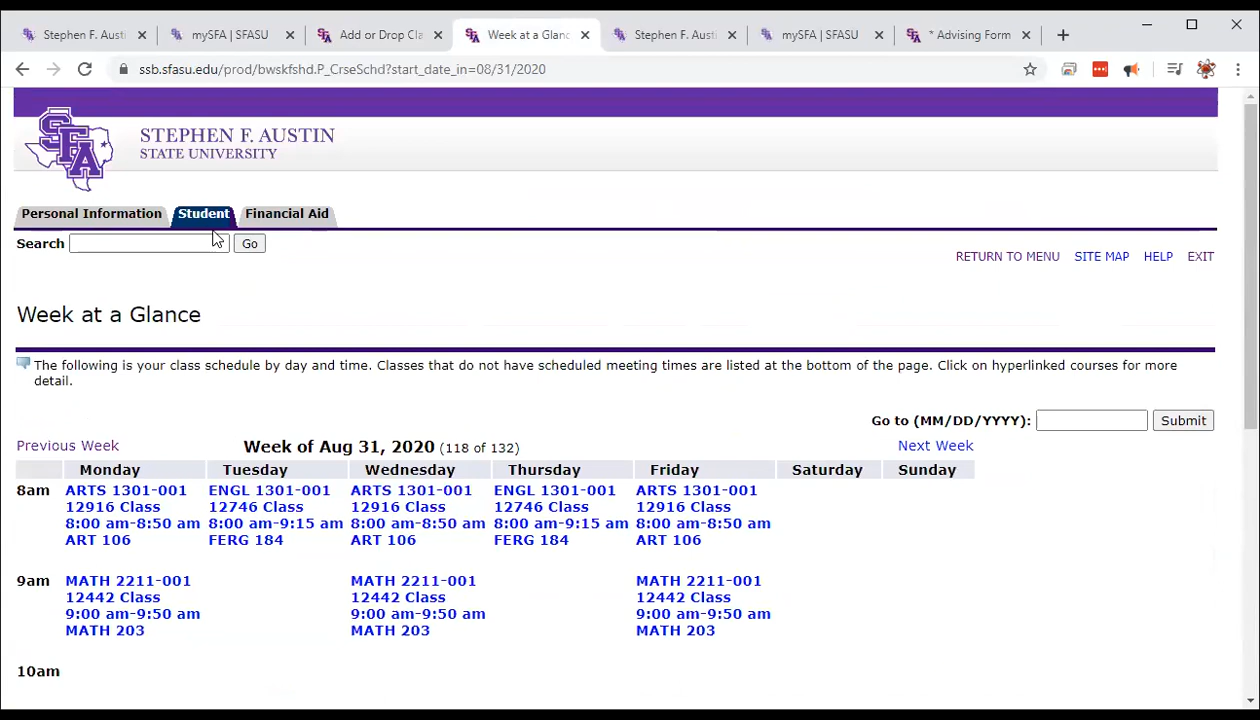 Stephen F. Austi
mySFA | SFASU
Add or Drop Cla
Week at a Glanc
Stephen F. Austi
mySFA | SFASU
* Advising Form
ssb.sfasu.edu/prod/bwskfshd.P_CrseSchd?start_date_in=08/31/2020
SFA
STEPHEN F. AUSTIN
STATE UNIVERSITY
Personal Information
Student
Financial Aid
Search
Go
RETURN TO MENU SITE MAP HELP EXIT
Week at a Glance
The following is your class schedule by day and time. Classes that do not have scheduled meeting times are listed at the bottom of the page. Click on hyperlinked courses for more
detail.
Go to (MM/DD/YYYY): Submit
Previous Week Week of Aug 31, 2020 (118 of 132) Next Week
Monday Tuesday Wednesday Thursday Friday Saturday Sunday
8am ARTS 1301-001 ENGL 1301-001 ARTS 1301-001 ENGL 1301-001 ARTS 1301-001
12916 Class 12746 Class 12916 Class 12746 Class 12916 Class
8:00 am-8:50 am 8:00 am-9:15 am 8:00 am-8:50 am 8:00 am-9:15 am 8:00 am-8:50 am
ART 106 FERG 184 ART 106 FERG 184 ART 106
9am MATH 2211-001 MATH 2211-001 MATH 2211-001
12442 Class 12442 Class 12442 Class
9:00 am-9:50 am 9:00 am-9:50 am 9:00 am-9:50 am
MATH 203 MATH 203 MATH 203
10am